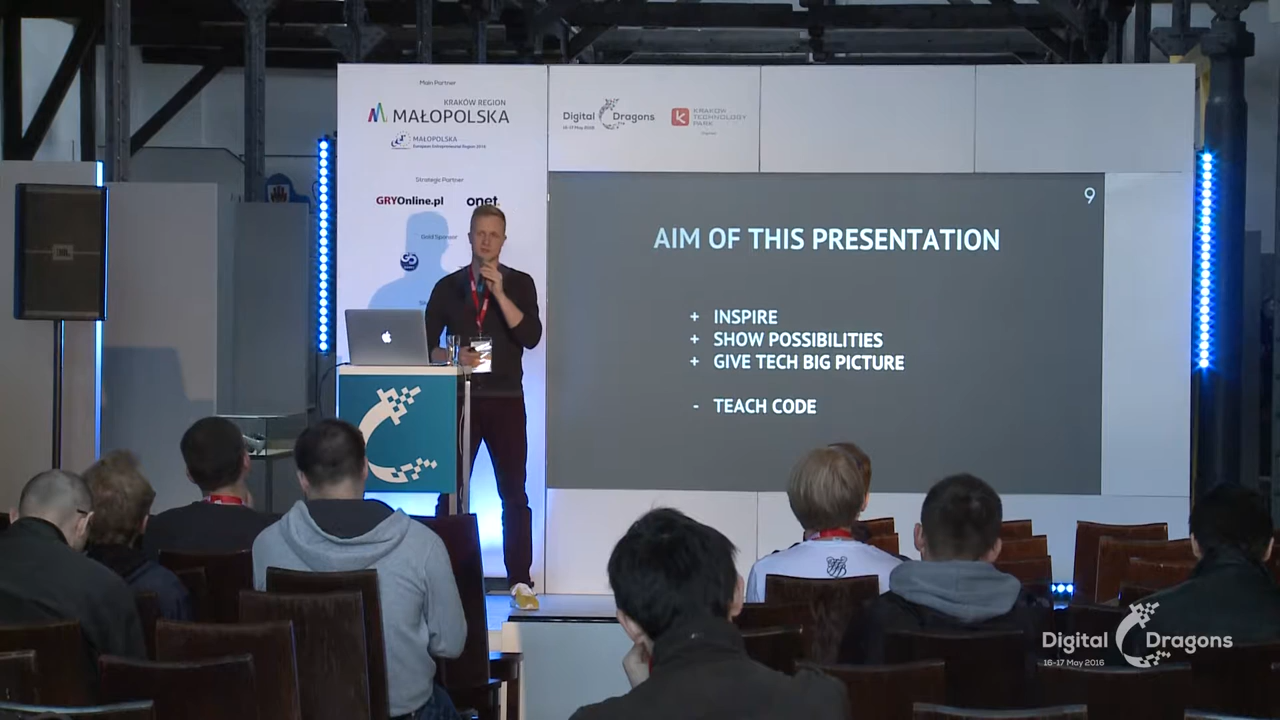 Main Partner
KRAKÓW REGION
MAŁOPOLSKA
MAŁOPOLSKA
European Entrepreneurial Region 2016
Strategic Partner
GRYOnline.pl
onet.
Gold Sponsor
Digital Dragons
16-17 May 2016
KRAKÓW
TECHNOLOGY
PARK
9
AIM OF THIS PRESENTATION
+ INSPIRE
+ SHOW POSSIBILITIES
+ GIVE TECH BIG PICTURE
- TEACH CODE
JBL
Digital Dragons
16-17 May 2016